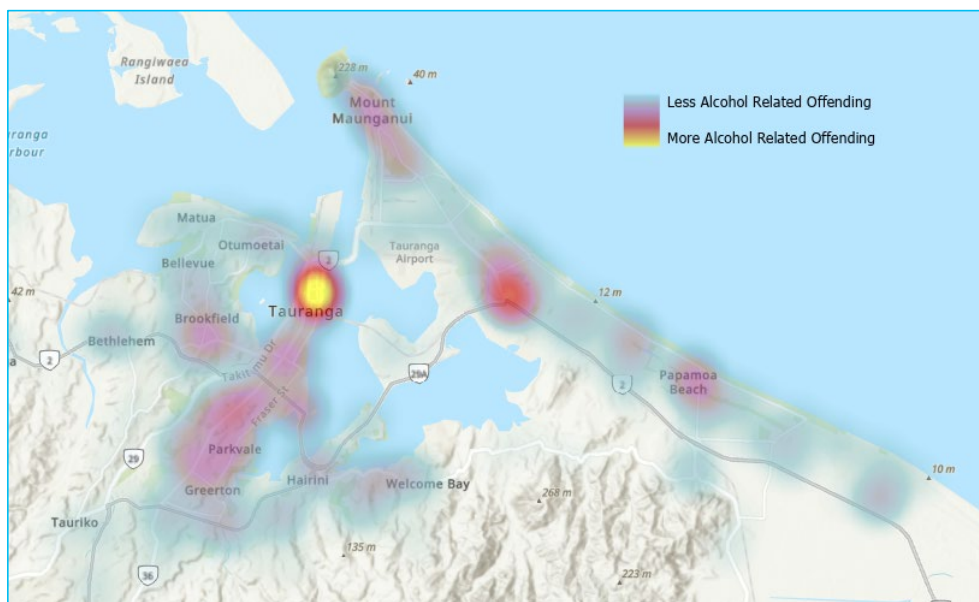 Rangiwaea
Island
228 m
40 m
Mount
Maunganui
Less Alcohol Related Offending
More Alcohol Related Offending
Matua
Otumoetai
2
Tauranga
Airport
Bellevue
42 m
Tauranga
12 m
Brookfield
Bethlehem
2
Takitimu Dr
29A
2
Papamoa
Beach
Fraser St
Parkvale
29
Greerton
Hairini
Welcome Bay
10 m
268 m
Tauriko
135 m
36
223 m
2